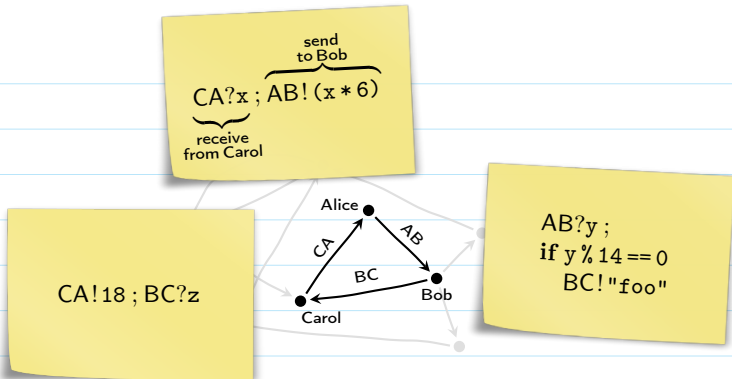 send
to Bob
CA?x ; AB!(x*6)
receive
from Carol
Alice
CA
AB
BC
Bob
Carol
CA!18 ; BC?z
AB?y ;
if y%14==0
BC!"foo"